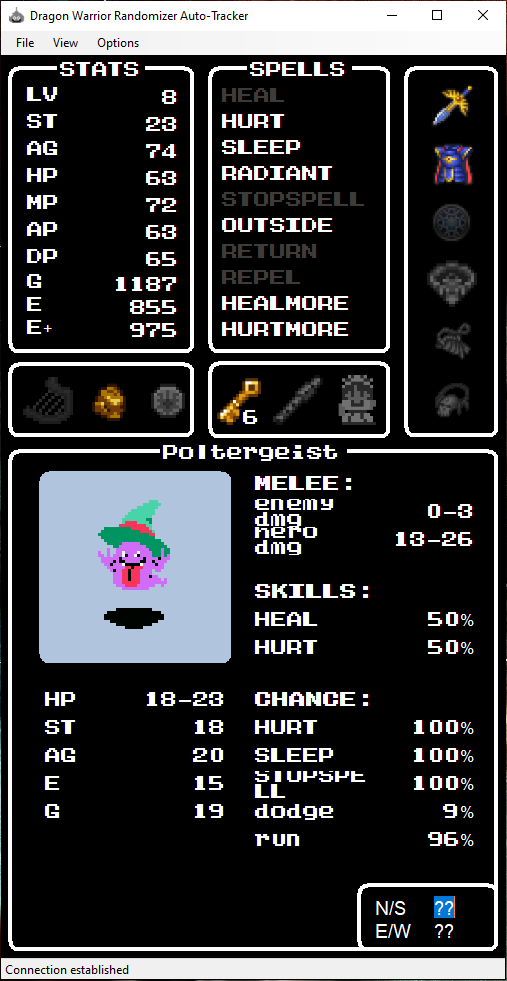 Dragon Warrior Randomizer Auto-Tracker
File View Options
STATS
LV 8
ST 23
AG 74
HP 63
MP 72
AP 63
DP 65
G 1187
E 855
E+ 975
SPELLS
HEAL
HURT
SLEEP
RADIANT
STOPSPELL
OUTSIDE
RETURN
REPEL
HEALMORE
HURTMORE
6
Poltergeist
HP 18-23
ST 18
AG 20
E 15
G 19
MELEE:
enemy
dmg 0-3
hero
dmg 13-26
SKILLS:
HEAL 50%
HURT 50%
CHANCE:
HURT 100%
SLEEP 100%
STOPSPE
LL 100%
dodge 9%
run 96%
N/S ??
E/W ??
Connection established